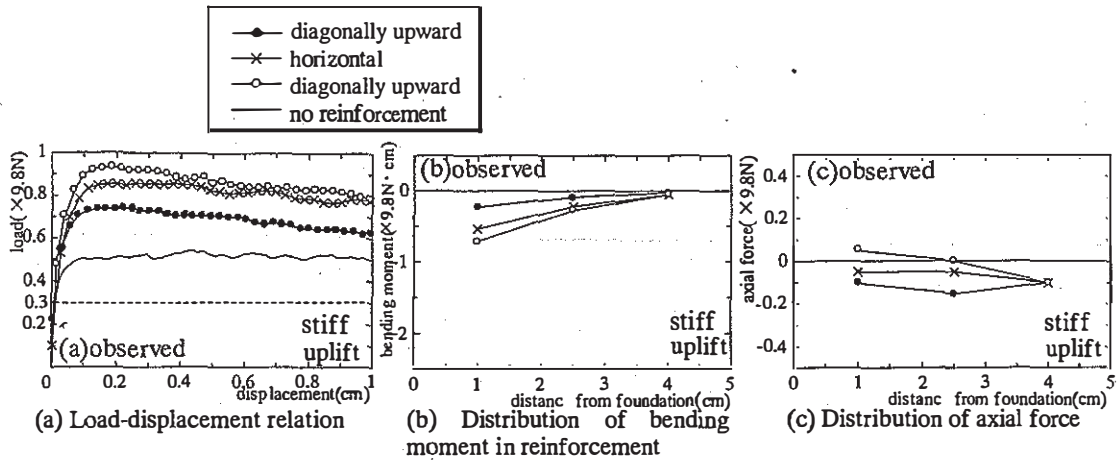 diagonally upward
horizontal
diagonally upward
no reinforcement
load(×9.8N)
1
0.8
0.7
0.6
0.5
0.4
0.3
0.2
(a)observed
stiff
uplift
0
0.2
0.4
0.6
0.8
1
displacement(cm)
(a) Load-displacement relation
bending moment(×9.8N·cm)
(b)observed
0
1
2
stiff
uplift
0
1
2
3
4
5
distanc from foundation(cm)
(b) Distribution of bending
moment in reinforcement
axial force(×9.8N)
(c)observed
0.4
0.2
0
-0.2
-0.4
stiff
uplift
0
1
2
3
4
5
distanc from foundation(cm)
(c) Distribution of axial force